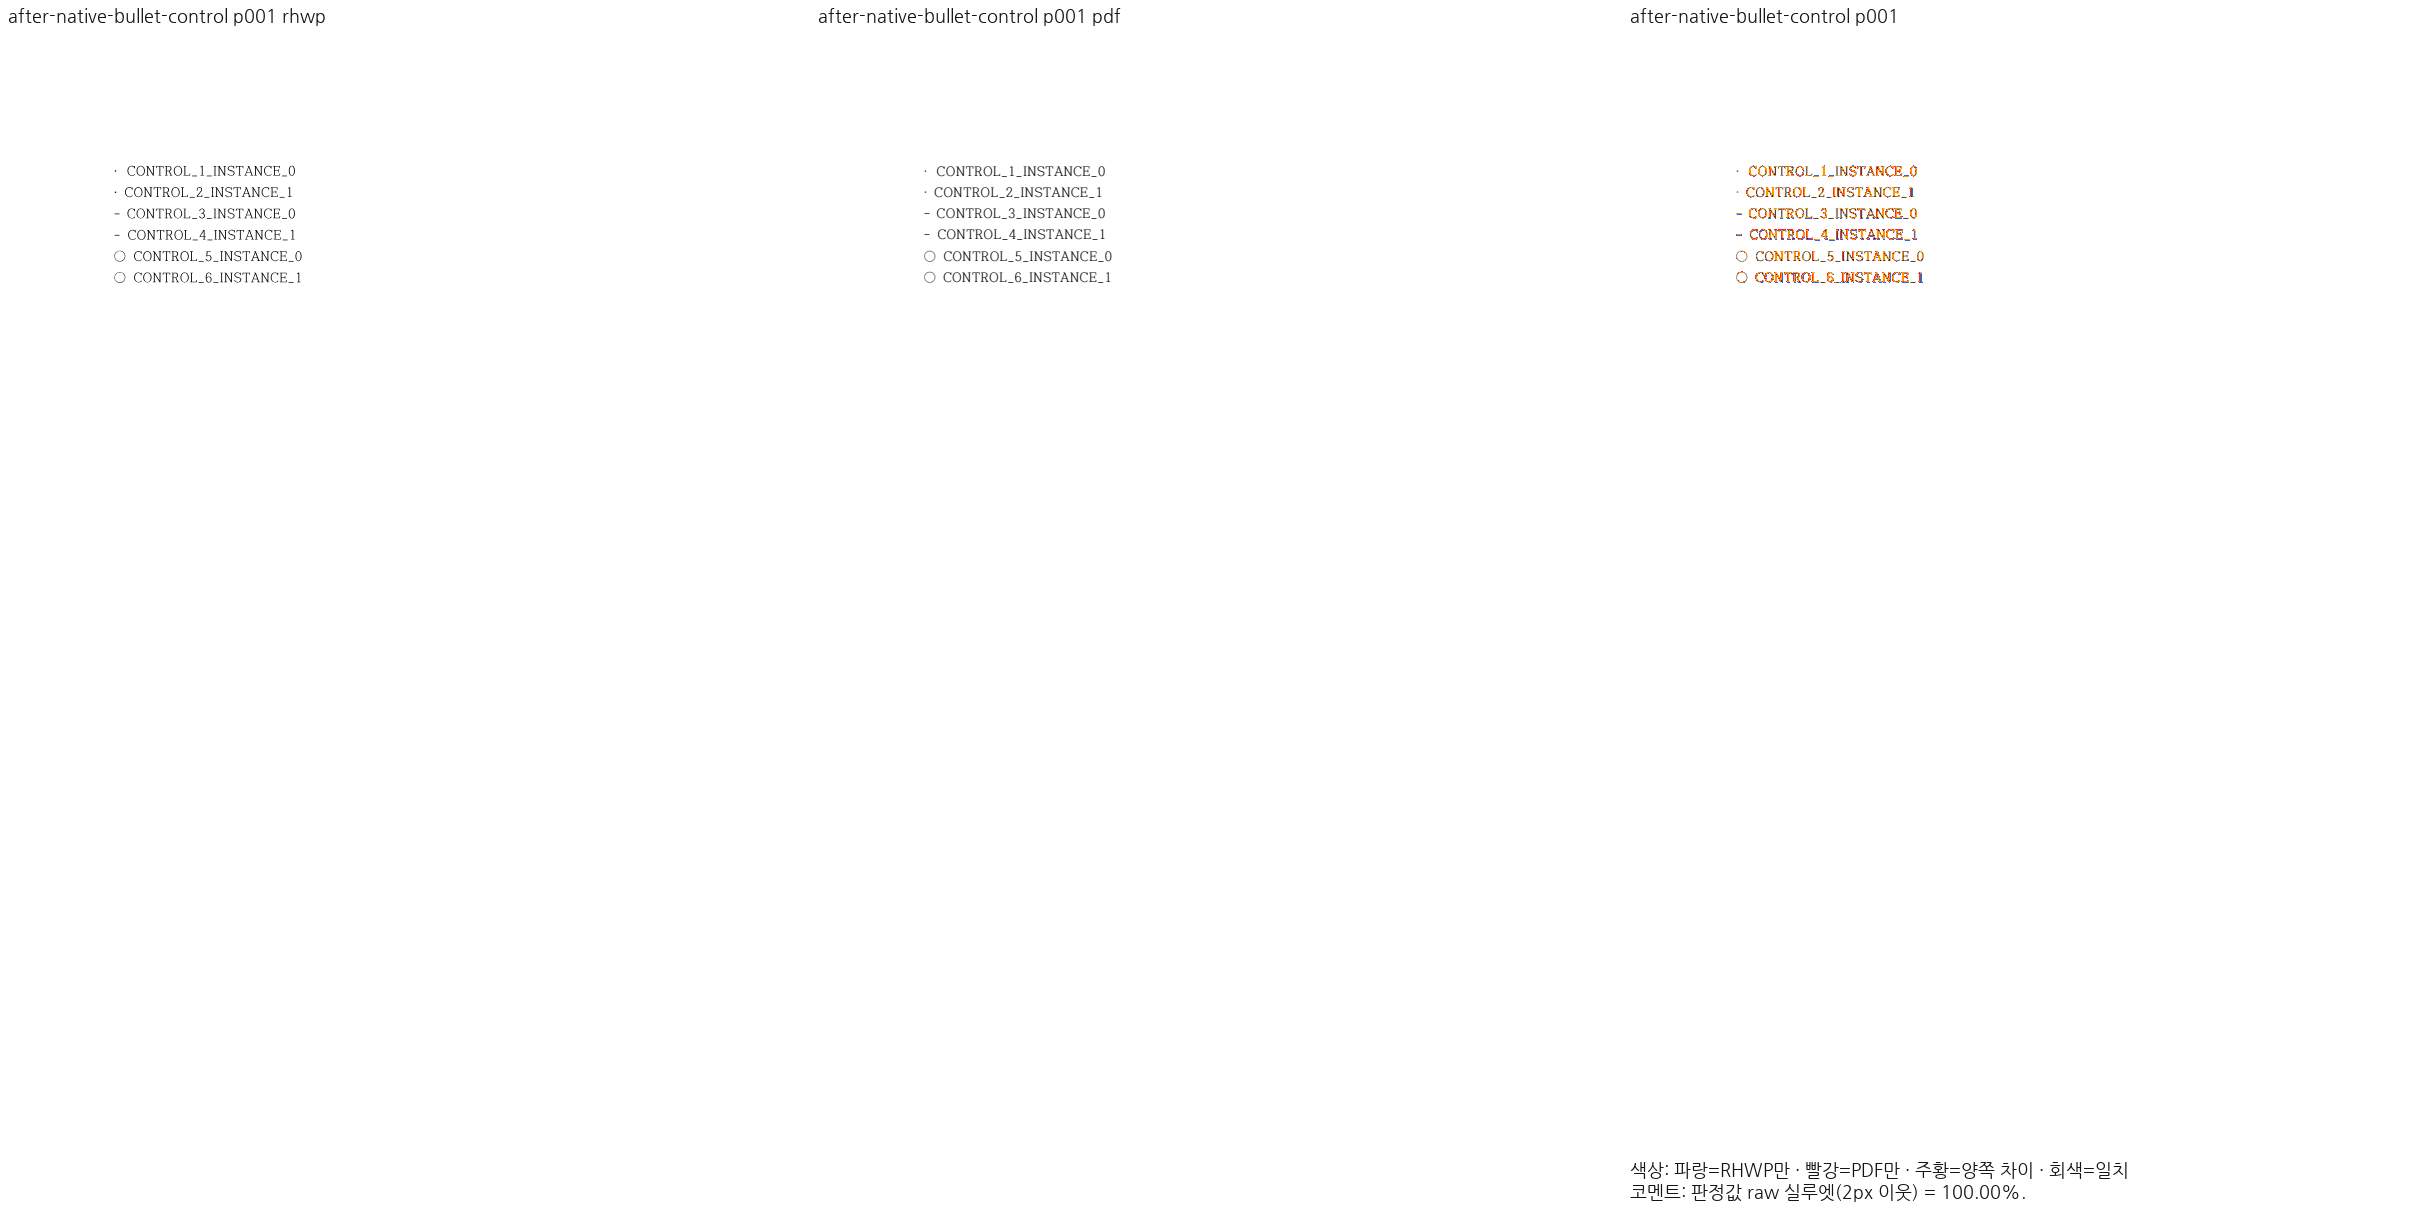 after-native-bullet-control p001 rhwp
· CONTROL_1_INSTANCE_0
· CONTROL_2_INSTANCE_1
- CONTROL_3_INSTANCE_0
- CONTROL_4_INSTANCE_1
○ CONTROL_5_INSTANCE_0
○ CONTROL_6_INSTANCE_1
after-native-bullet-control p001 pdf
· CONTROL_1_INSTANCE_0
· CONTROL_2_INSTANCE_1
- CONTROL_3_INSTANCE_0
- CONTROL_4_INSTANCE_1
○ CONTROL_5_INSTANCE_0
○ CONTROL_6_INSTANCE_1
after-native-bullet-control p001
· CONTROL_1_INSTANCE_0
· CONTROL_2_INSTANCE_1
- CONTROL_3_INSTANCE_0
- CONTROL_4_INSTANCE_1
○ CONTROL_5_INSTANCE_0
○ CONTROL_6_INSTANCE_1
색상: 파랑=RHWP만 · 빨강=PDF만 · 주황=양쪽 차이 · 회색=일치
코멘트: 판정값 raw 실루엣(2px 이웃) = 100.00%.